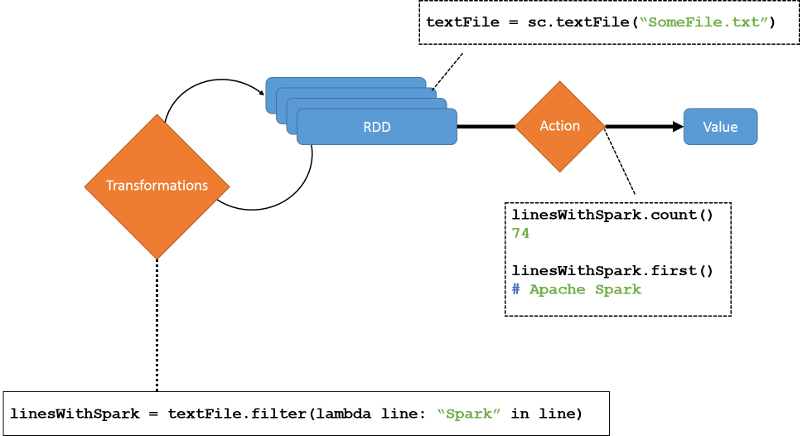 textFile = sc.textFile(“SomeFile.txt”)
RDD
Action
Value
Transformations
linesWithSpark.count()
74
linesWithSpark.first()
# Apache Spark
linesWithSpark = textFile.filter(lambda line: “Spark” in line)